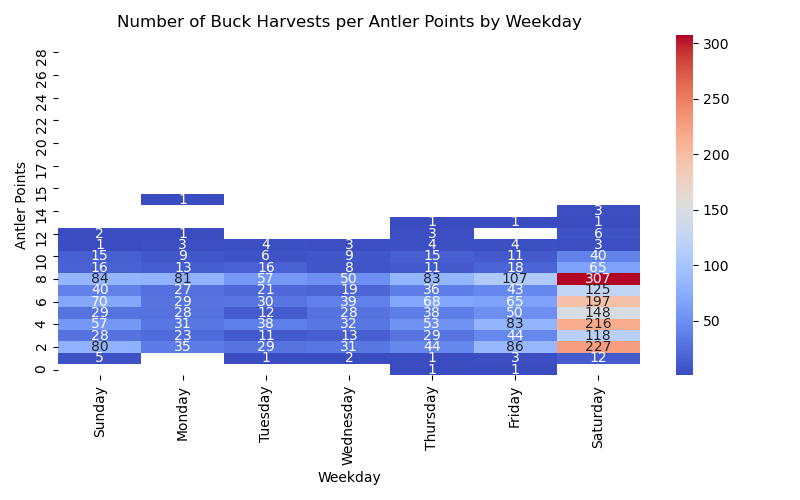 Number of Buck Harvests per Antler Points by Weekday
Antler Points
28
26
24
22
20
17
15
1
14 3
1 1 1
12 2 1 3 6
1 3 4 3 4 4 3
10 15 9 6 9 15 11 40
16 13 16 8 11 18 65
8 84 81 57 50 83 107 307
40 27 21 19 36 43 125
6 70 29 30 39 68 65 197
29 28 12 28 38 50 148
4 57 31 38 32 53 83 216
28 23 11 13 29 44 118
2 80 35 29 31 44 86 227
5 1 2 1 3 12
0 1 1
Sunday Monday Tuesday Wednesday Thursday Friday Saturday
Weekday
300
250
200
150
100
50